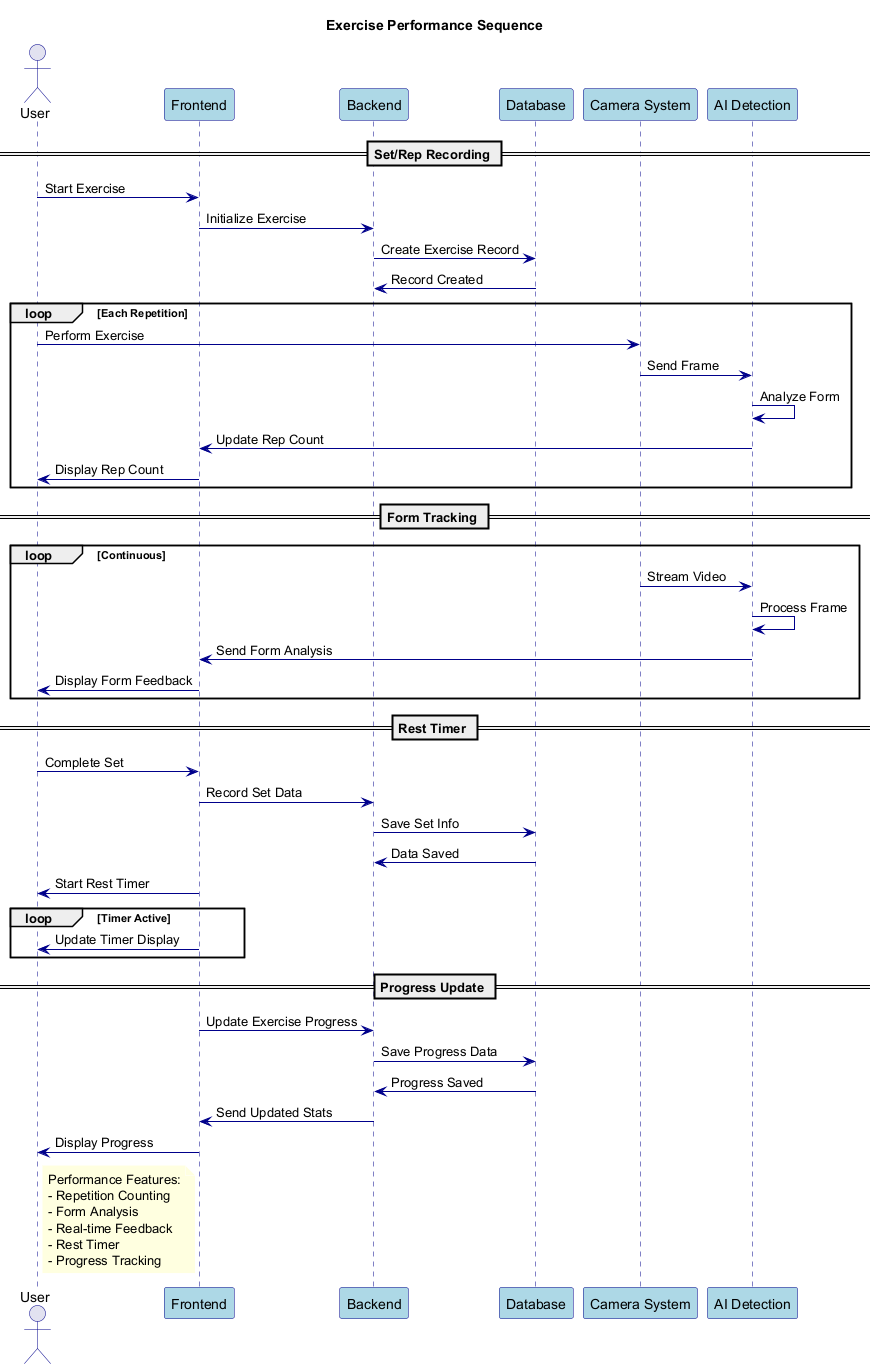 Exercise Performance Sequence
User
Frontend
Backend
Database
Camera System
AI Detection
Set/Rep Recording
Start Exercise
Initialize Exercise
Create Exercise Record
Record Created
loop [Each Repetition]
Perform Exercise
Send Frame
Analyze Form
Update Rep Count
Display Rep Count
Form Tracking
loop [Continuous]
Stream Video
Process Frame
Send Form Analysis
Display Form Feedback
Rest Timer
Complete Set
Record Set Data
Save Set Info
Data Saved
Start Rest Timer
loop [Timer Active]
Update Timer Display
Progress Update
Update Exercise Progress
Save Progress Data
Progress Saved
Send Updated Stats
Display Progress
Performance Features:
- Repetition Counting
- Form Analysis
- Real-time Feedback
- Rest Timer
- Progress Tracking
User
Frontend
Backend
Database
Camera System
AI Detection